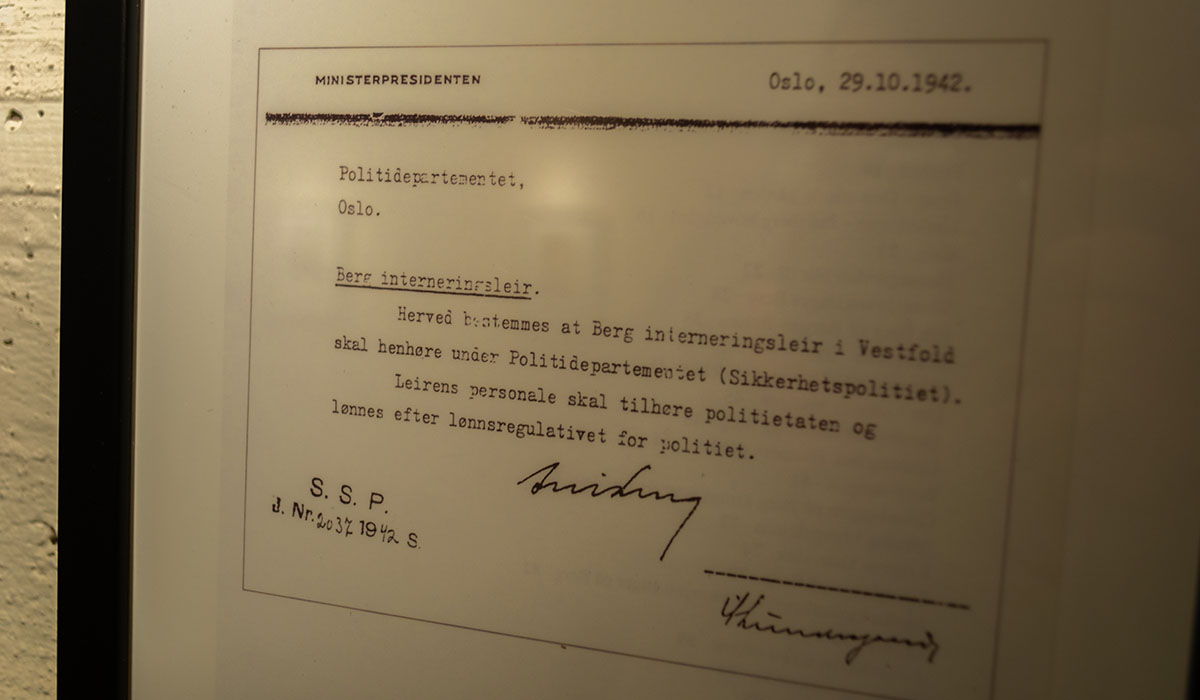 MINISTERPRESIDENTEN
Oslo, 29.10.1942.
Politidepartementet,
Oslo.
Berg interneringsleir.
Herved bestemmes at Berg interneringsleir i Vestfold
skal henhøre under Politidepartementet (Sikkerhetspolitiet).
Leirens personale skal tilhøre politietaten og
lønnes efter lønnsregulativet for politiet.
S. S. P.
J. Nr. 2037 1942 S.